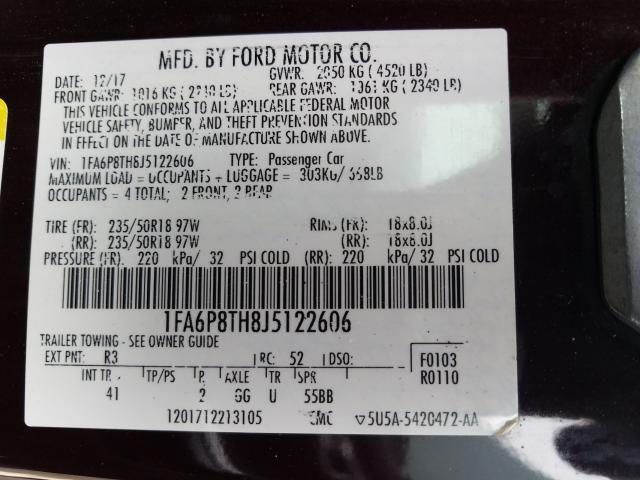 MFD. BY FORD MOTOR CO.
DATE: 12/17 GVWR: 2050 KG ( 4520 LB)
FRONT GAWR: 1016 KG ( 2240 LB) REAR GAWR: 1061 KG ( 2340 LB)
THIS VEHICLE CONFORMS TO ALL APPLICABLE FEDERAL MOTOR
VEHICLE SAFETY, BUMPER, AND THEFT PREVENTION STANDARDS
IN EFFECT ON THE DATE OF MANUFACTURE SHOWN ABOVE.
VIN: 1FA6P8TH8J5122606 TYPE: Passenger Car
MAXIMUM LOAD = OCCUPANTS + LUGGAGE = 303KG/ 668LB
OCCUPANTS = 4 TOTAL; 2 FRONT, 2 REAR
TIRE (FR): 235/50R18 97W RIMS (FR): 18x8.0J
(RR): 235/50R18 97W (RR): 18x8.0J
PRESSURE (FR): 220 kPa/ 32 PSI COLD (RR): 220 kPa/ 32 PSI COLD
1FA6P8TH8J5122606
TRAILER TOWING - SEE OWNER GUIDE
EXT PNT: R3 RC: 52 DSO: F0103
INT TR TP/PS R AXLE TR SPR R0110
41 2 GG U 55BB
1201712213105 CMC ▽5U5A-5420472-AA